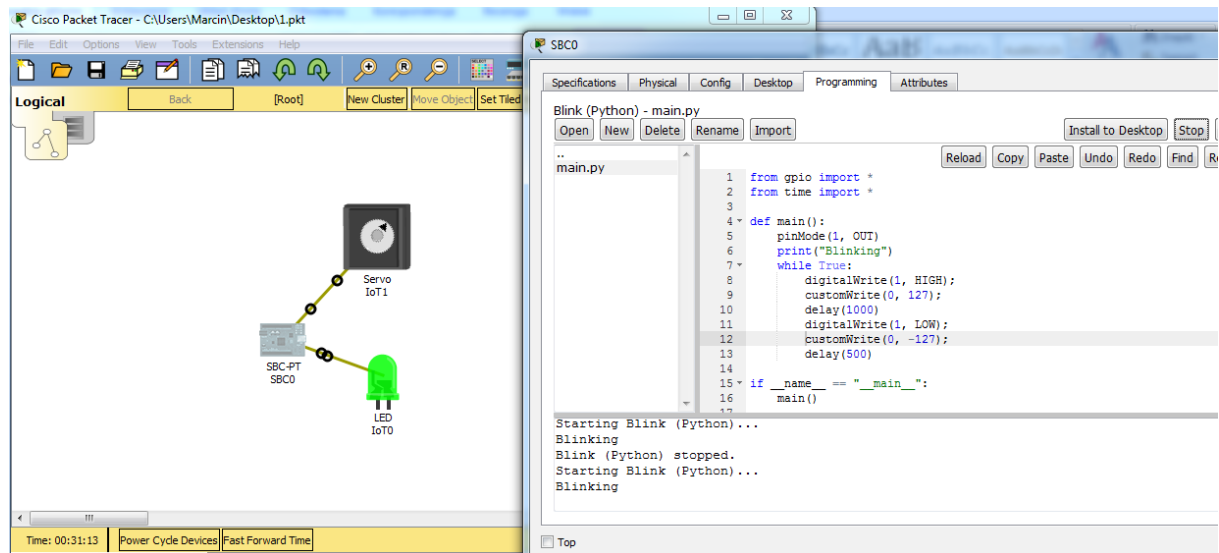 Cisco Packet Tracer - C:\Users\Marcin\Desktop\1.pkt
File Edit Options View Tools Extensions Help
Logical Back [Root] New Cluster Move Object Set Tiled
Servo
IoT1
SBC-PT
SBC0
LED
IoT0
Time: 00:31:13 Power Cycle Devices Fast Forward Time
SBC0
Specifications Physical Config Desktop Programming Attributes
Blink (Python) - main.py
Open New Delete Rename Import Install to Desktop Stop
Reload Copy Paste Undo Redo Find
..
main.py
1 from gpio import *
2 from time import *
3
4 def main():
5 pinMode(1, OUT)
6 print("Blinking")
7 while True:
8 digitalWrite(1, HIGH);
9 customWrite(0, 127);
10 delay(1000)
11 digitalWrite(1, LOW);
12 customWrite(0, -127);
13 delay(500)
14
15 if __name__ == "__main__":
16 main()
17
Starting Blink (Python)...
Blinking
Blink (Python) stopped.
Starting Blink (Python)...
Blinking
Top